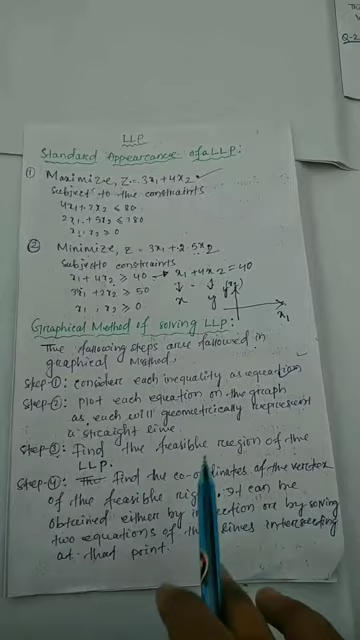 LLP
Standard Appearance of a LLP:
① Maximize, Z = 3x1 + 4x2
Subject to the constraints
4x1 + 2x2 ≤ 80
2x1 + 5x2 ≤ 180
x1, x2 ≥ 0
② Minimize, Z = 3x1 + 2.5x2
Subject to constraints
x1 + 4x2 ≥ 40 → x1 + 4x2 = 40
3x1 + 2x2 ≥ 50
x y
x1, x2 ≥ 0
x1
Graphical Method of solving LLP:
The following steps are followed in
graphical Method.
Step-①: consider each inequality as equation
Step-②: plot each equation on the graph
as each will geometrically represent
a straight line.
Step-③: Find the feasible region of the
LLP.
Step-④: Find the co-ordinates of the vertex
of the feasible . It can be
obtained either by or by solving
two equations of the lines intersecting
at that point.
Q-2